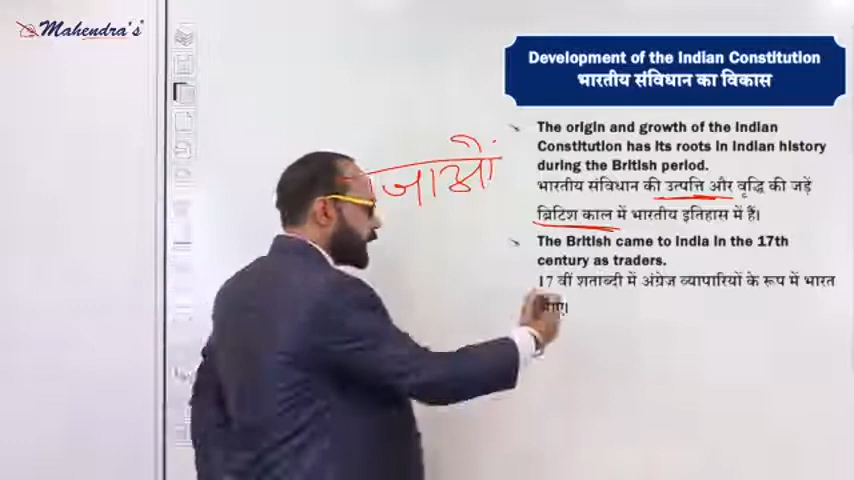 Mahendra's
Development of the Indian Constitution
भारतीय संविधान का विकास
The origin and growth of the Indian
Constitution has its roots in Indian history
during the British period.
भारतीय संविधान की उत्पत्ति और वृद्धि की जड़ें
ब्रिटिश काल में भारतीय इतिहास में हैं।
The British came to India in the 17th
century as traders.
17 वीं शताब्दी में अंग्रेज व्यापारियों के रूप में भारत